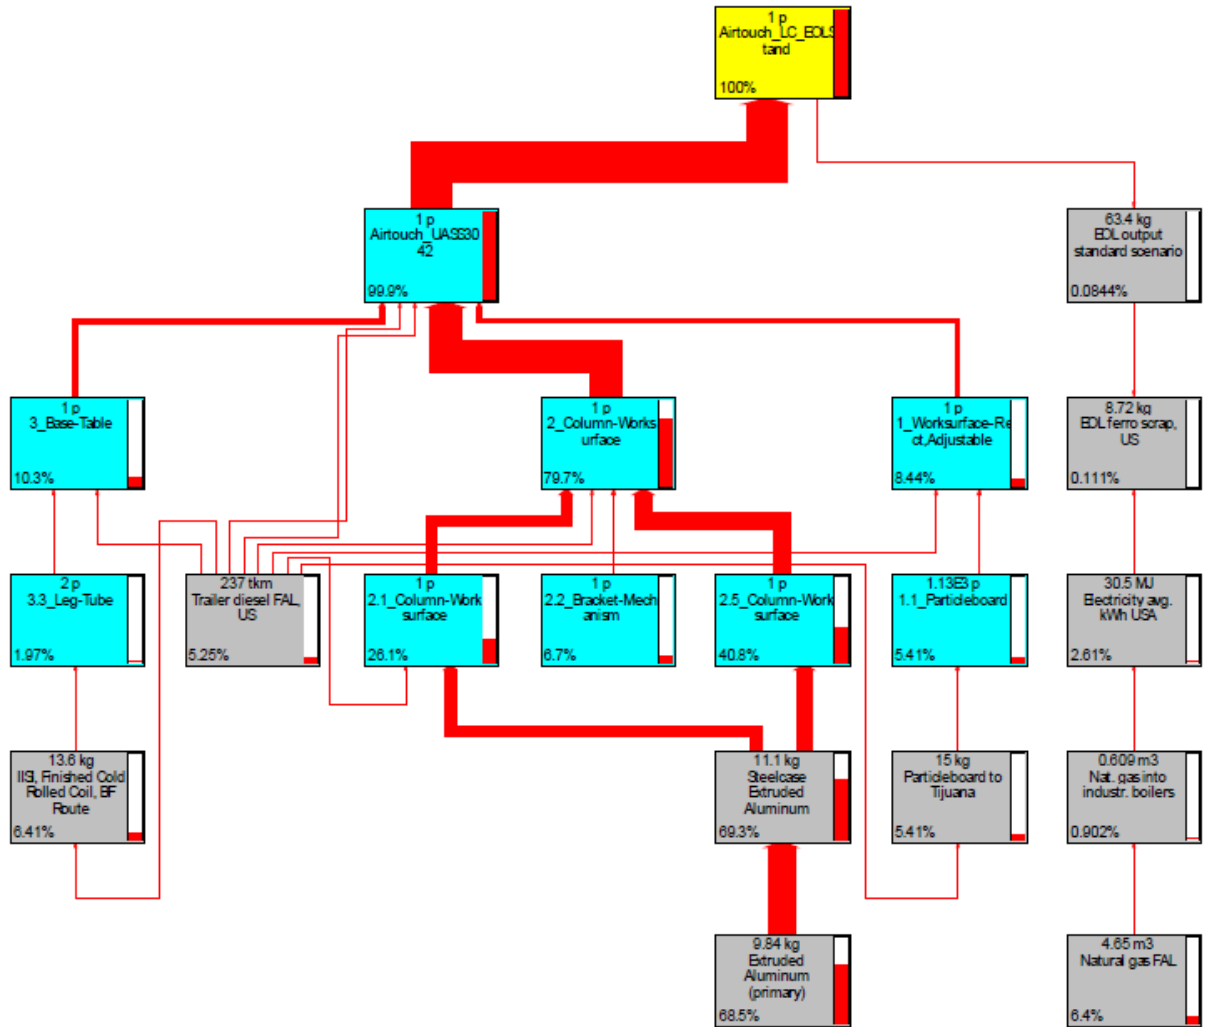 1 p
Airtouch_LC_EOLS
tand
100%
1 p
Airtouch_UASS30
42
99.9%
63.4 kg
EOL output
standard scenario
0.0844%
1 p
3_Base-Table
10.3%
1 p
2_Column-Works
urface
79.7%
1 p
1_Worksurface-Re
ct,Adjustable
8.44%
8.72 kg
EOL ferro scrap,
US
0.111%
2 p
3.3_Leg-Tube
1.97%
237 tkm
Trailer diesel FAL,
US
5.25%
1 p
2.1_Column-Work
surface
26.1%
1 p
2.2_Bracket-Mech
anism
6.7%
1 p
2.5_Column-Work
surface
40.8%
1.13E3 p
1.1_Particleboard
5.41%
30.5 MJ
Electricity avg.
kWh USA
2.61%
13.6 kg
IISI, Finished Cold
Rolled Coil, BF
Route
6.41%
11.1 kg
Steelcase
Extruded
Aluminum
69.3%
15 kg
Particleboard to
Tijuana
5.41%
0.609 m3
Nat. gas into
industr. boilers
0.902%
9.84 kg
Extruded
Aluminum
(primary)
68.5%
4.65 m3
Natural gas FAL
6.4%